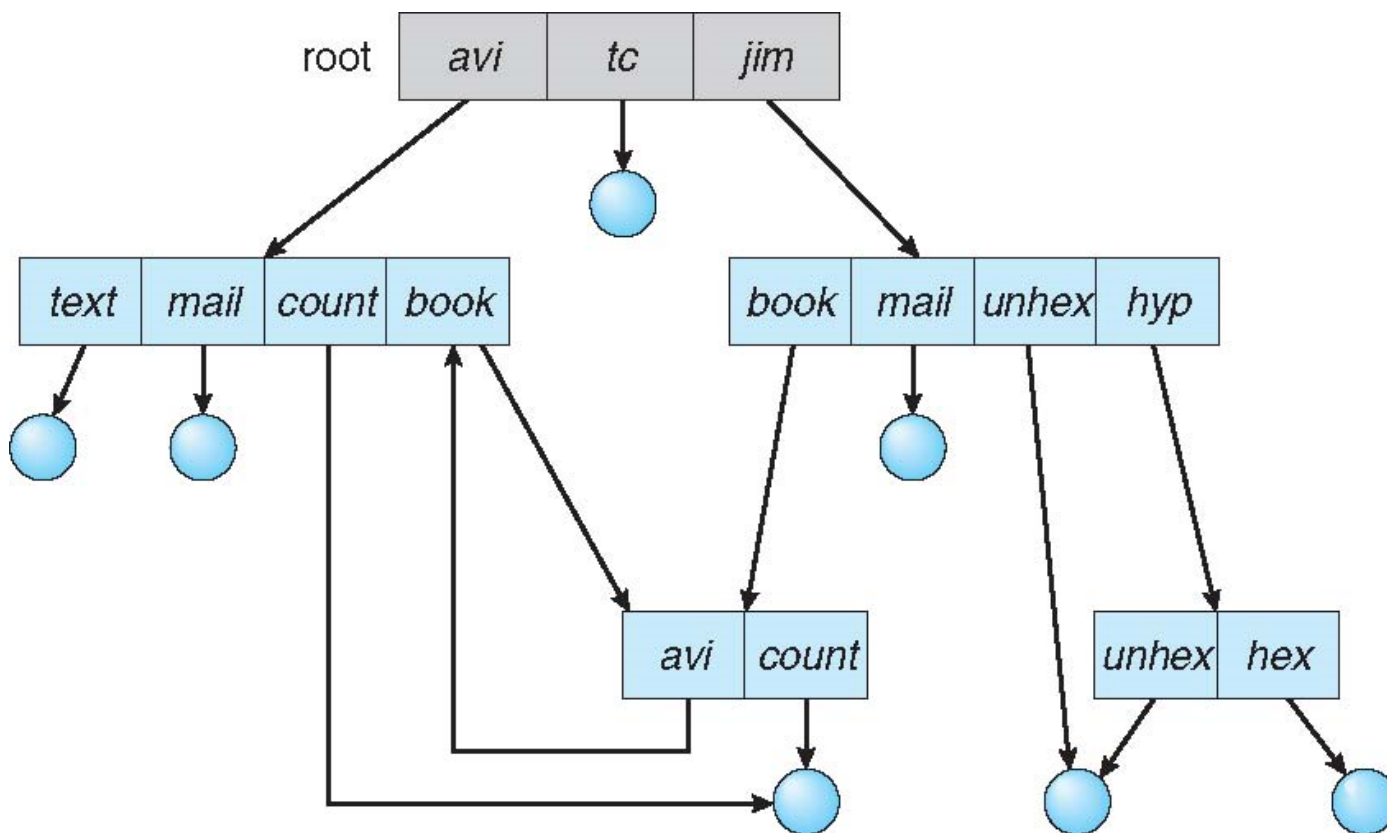 root avi tc jim
text mail count book book mail unhex hyp
avi count unhex hex